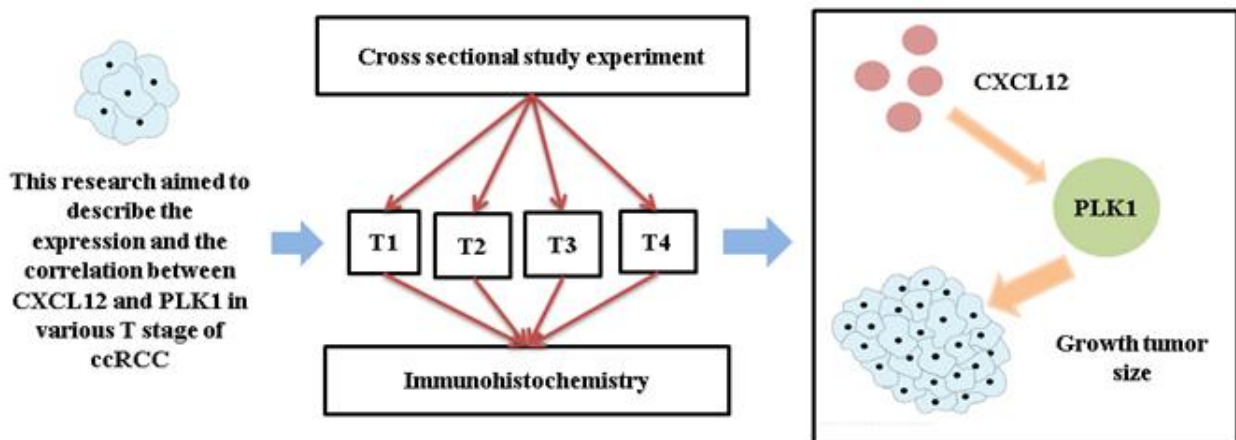 This research aimed to
describe the
expression and the
correlation between
CXCL12 and PLK1 in
various T stage of
ccRCC
Cross sectional study experiment
T1
T2
T3
T4
Immunohistochemistry
CXCL12
PLK1
Growth tumor
size